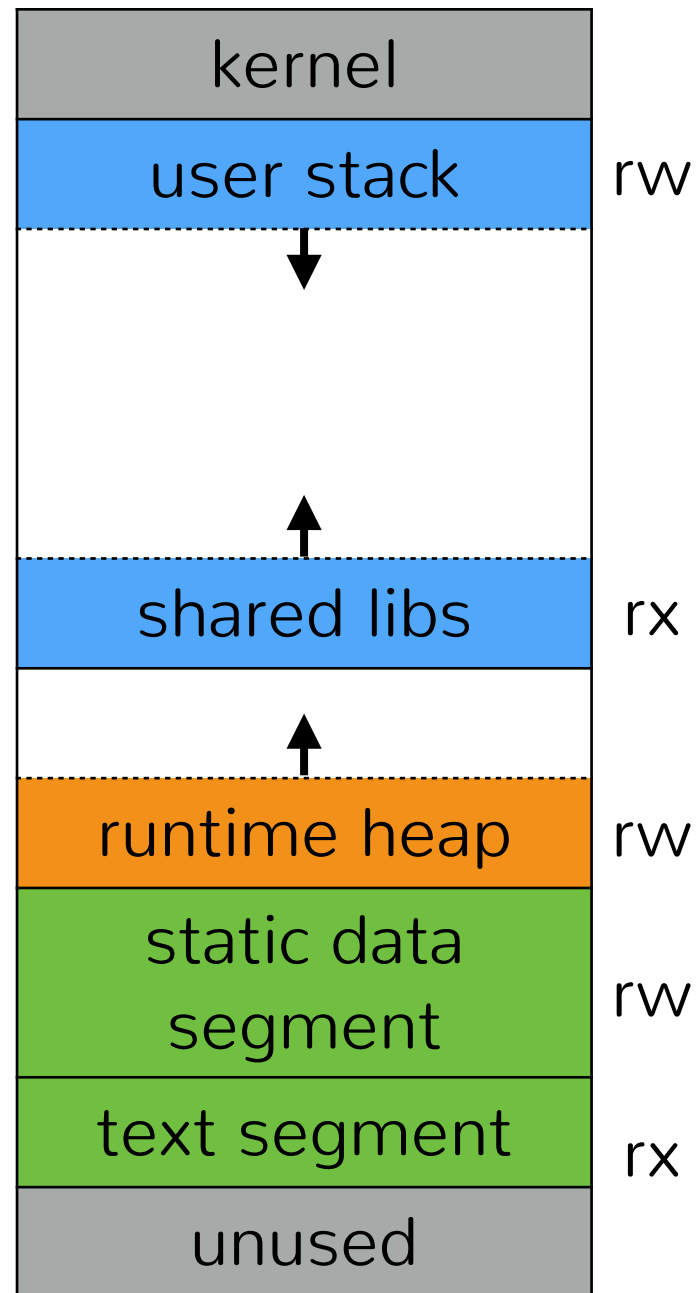 kernel
user stack rw
shared libs rx
runtime heap rw
static data
segment rw
text segment rx
unused